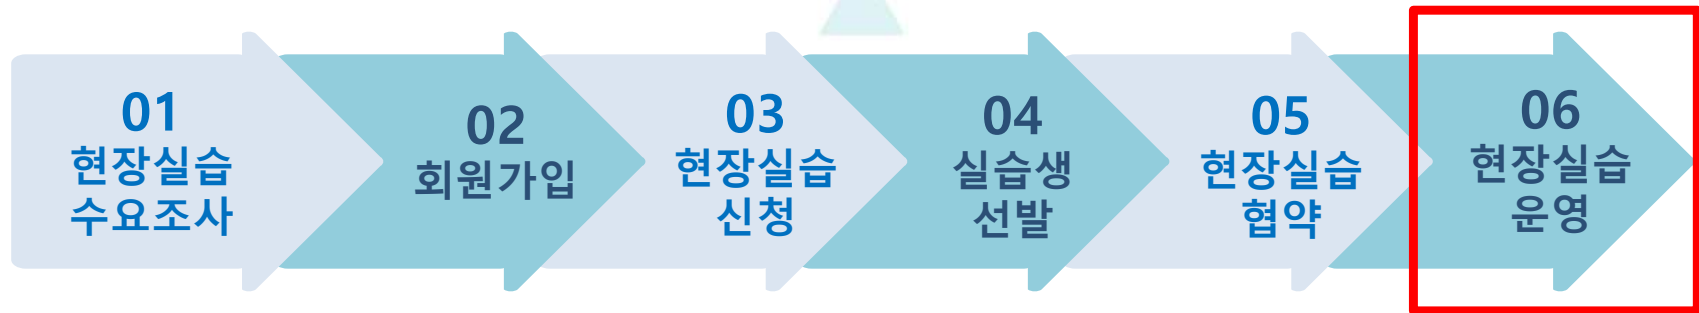 01
현장실습
수요조사
02
회원가입
03
현장실습
신청
04
실습생
선발
05
현장실습
협약
06
현장실습
운영